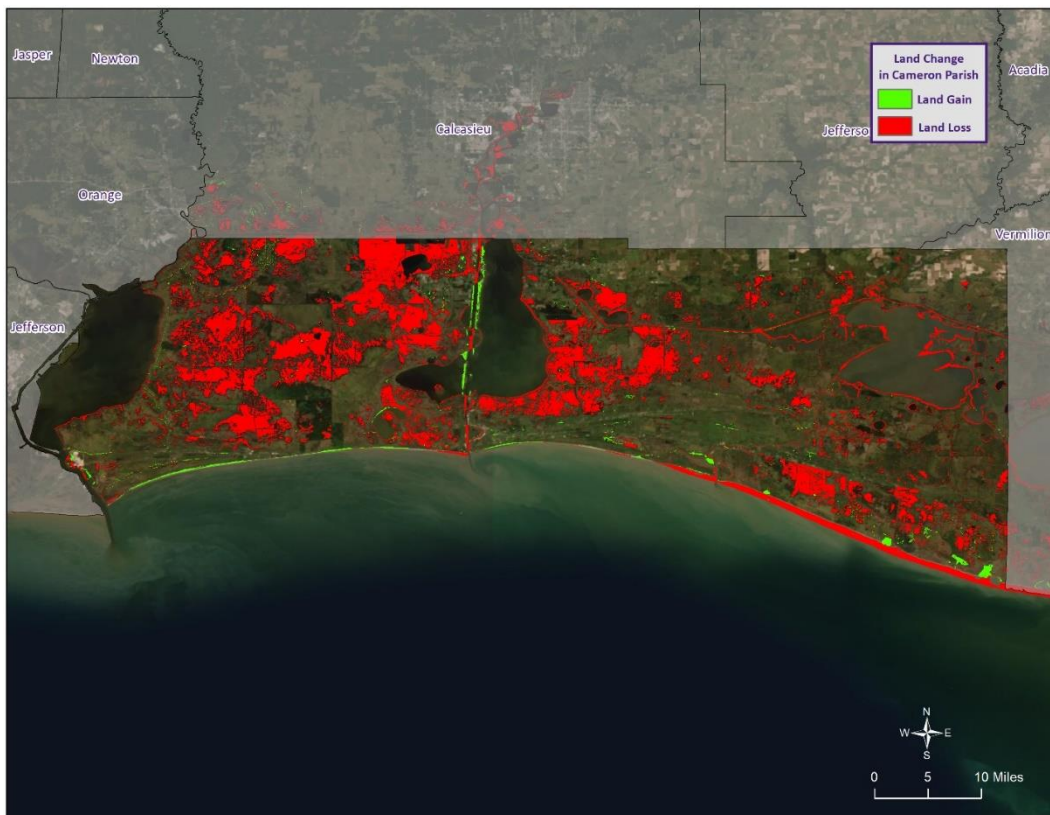 Jasper
Newton
Land Change
in Cameron Parish
Land Gain
Land Loss
Acadia
Calcasieu
Jefferso
Orange
Vermilion
Jefferson
N
W
E
S
0
5
10 Miles